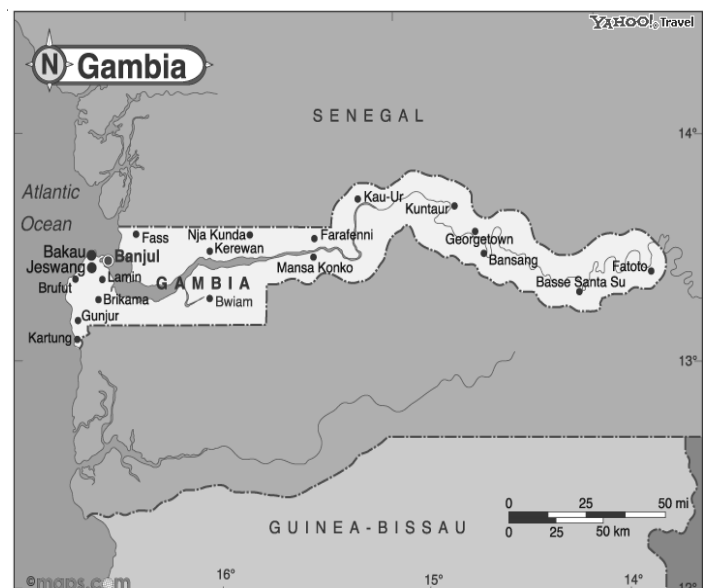 YAHOO! Travel
N Gambia
SENEGAL
14°
Atlantic
Ocean
Kau-Ur
Kuntaur
Fass
Nja Kunda
Farafenni
Kerewan
Georgetown
Bakau
Banjul
Jeswang
Mansa Konko
Bansang
Fatoto
Lamin
GAMBIA
Basse Santa Su
Brufut
Brikama
Bwiam
Gunjur
Kartung
13°
0 25 50 mi
0 25 50 km
GUINEA-BISSAU
16° 15° 14°
12°
©maps.com